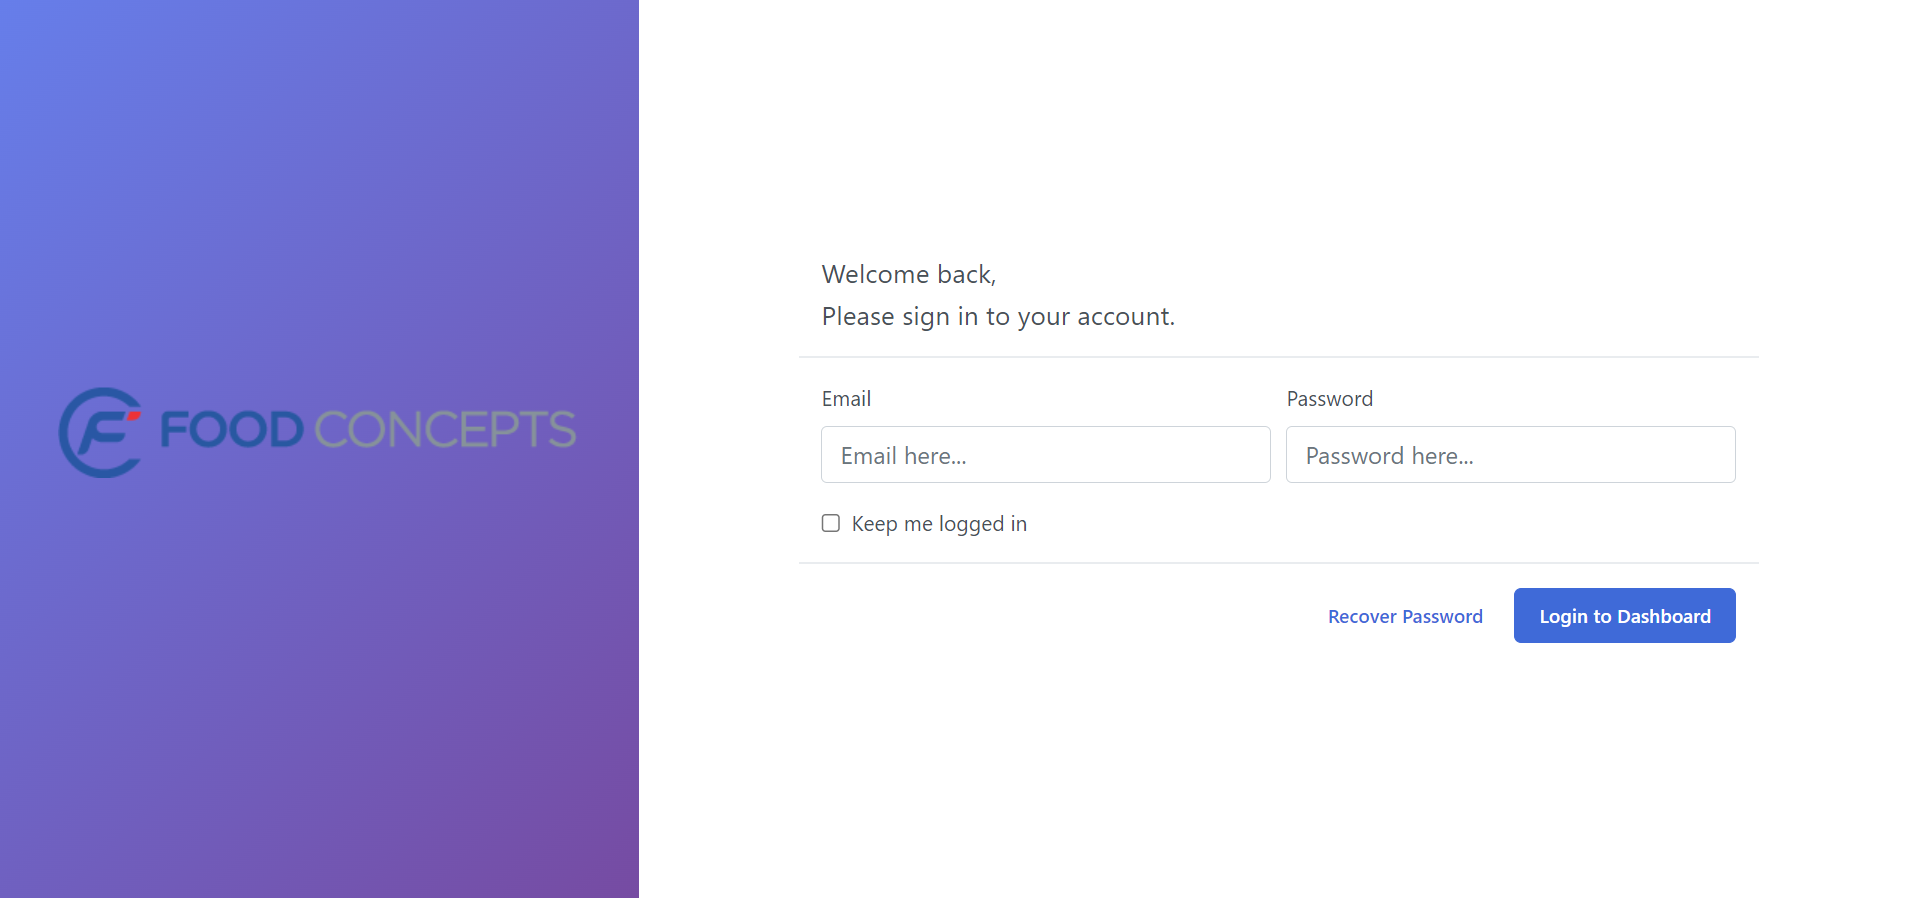 FOOD CONCEPTS
Welcome back,
Please sign in to your account.
Email
Password
Email here...
Password here...
Keep me logged in
Recover Password
Login to Dashboard